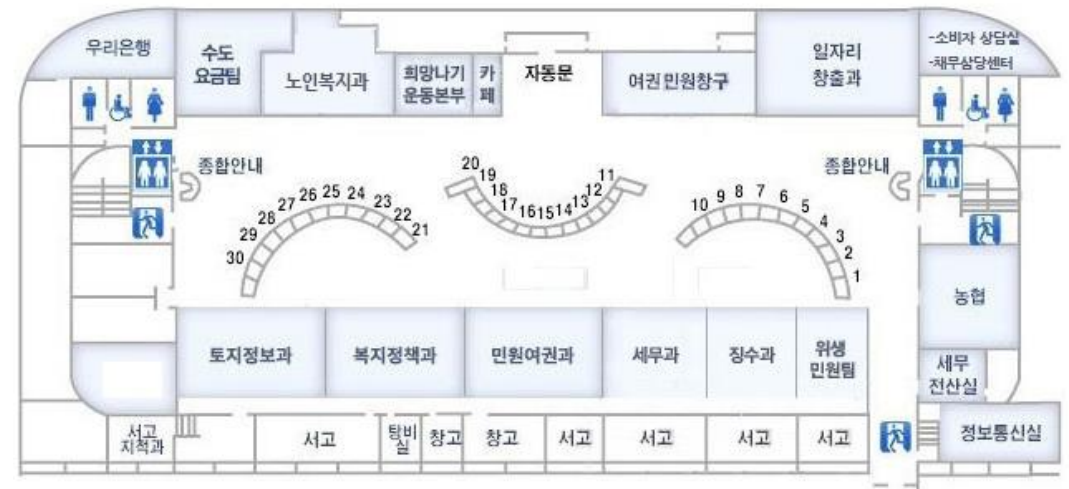 우리은행
수도
요금팀
노인복지과
희망나기
운동본부
카
페
자동문
여권민원창구
일자리
창출과
-소비자 상담실
-채무상담센터
종합안내
종합안내
20
19
18
17
16
15
14
13
12
11
30
29
28
27
26
25
24
23
22
21
10
9
8
7
6
5
4
3
2
1
농협
토지정보과
복지정책과
민원여권과
세무과
징수과
위생
민원팀
세무
전산실
서고
지적과
서고
탕비
실
창고
창고
서고
서고
서고
서고
정보통신실